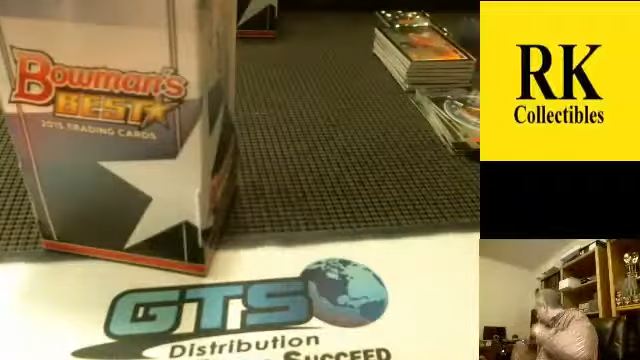 Bowman's
BEST
2015 TRADING CARDS
GTS
Distribution
SUCCEED
RK
Collectibles